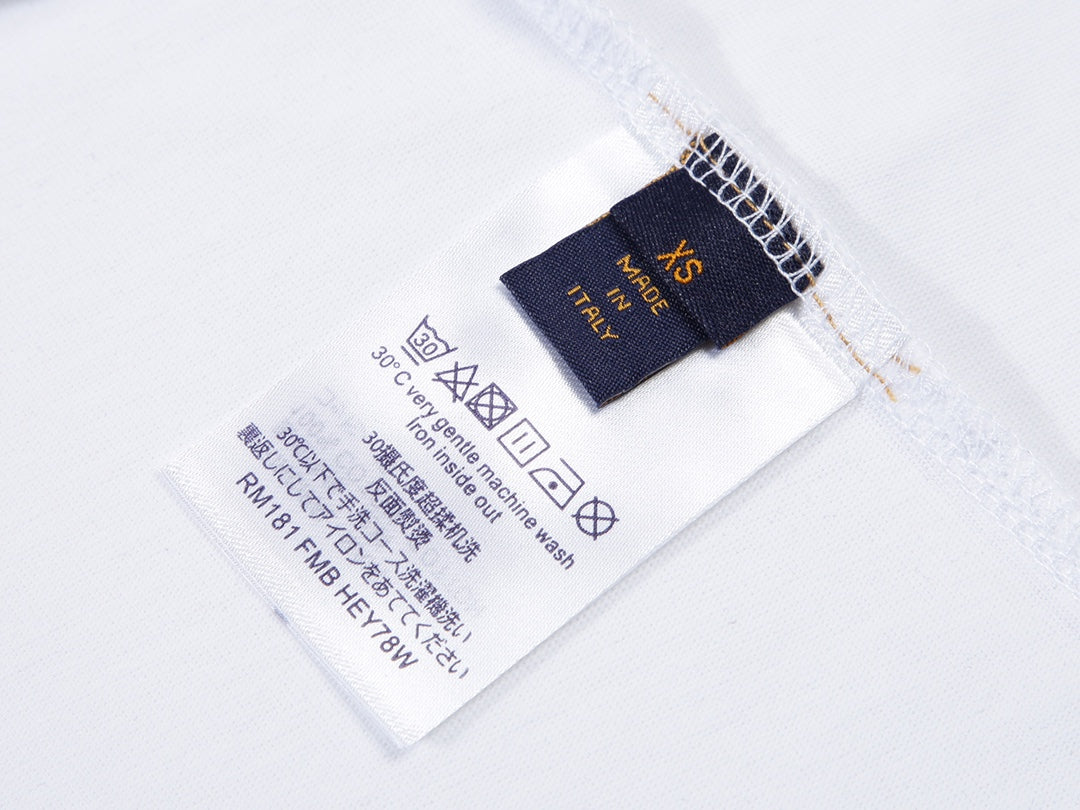 XS
MADE
IN
ITALY
30
30°C very gentle machine wash
Iron inside out
30摄氏度超揉机洗
反面熨烫
30℃以下で手洗コース洗濯機洗い
裏返しにしてアイロンをあててください
RM181 FMB HEY78W